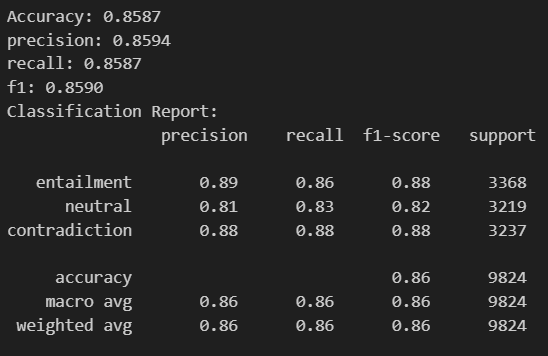 Accuracy: 0.8587
precision: 0.8594
recall: 0.8587
f1: 0.8590
Classification Report:
precision recall f1-score support
entailment 0.89 0.86 0.88 3368
neutral 0.81 0.83 0.82 3219
contradiction 0.88 0.88 0.88 3237
accuracy 0.86 9824
macro avg 0.86 0.86 0.86 9824
weighted avg 0.86 0.86 0.86 9824